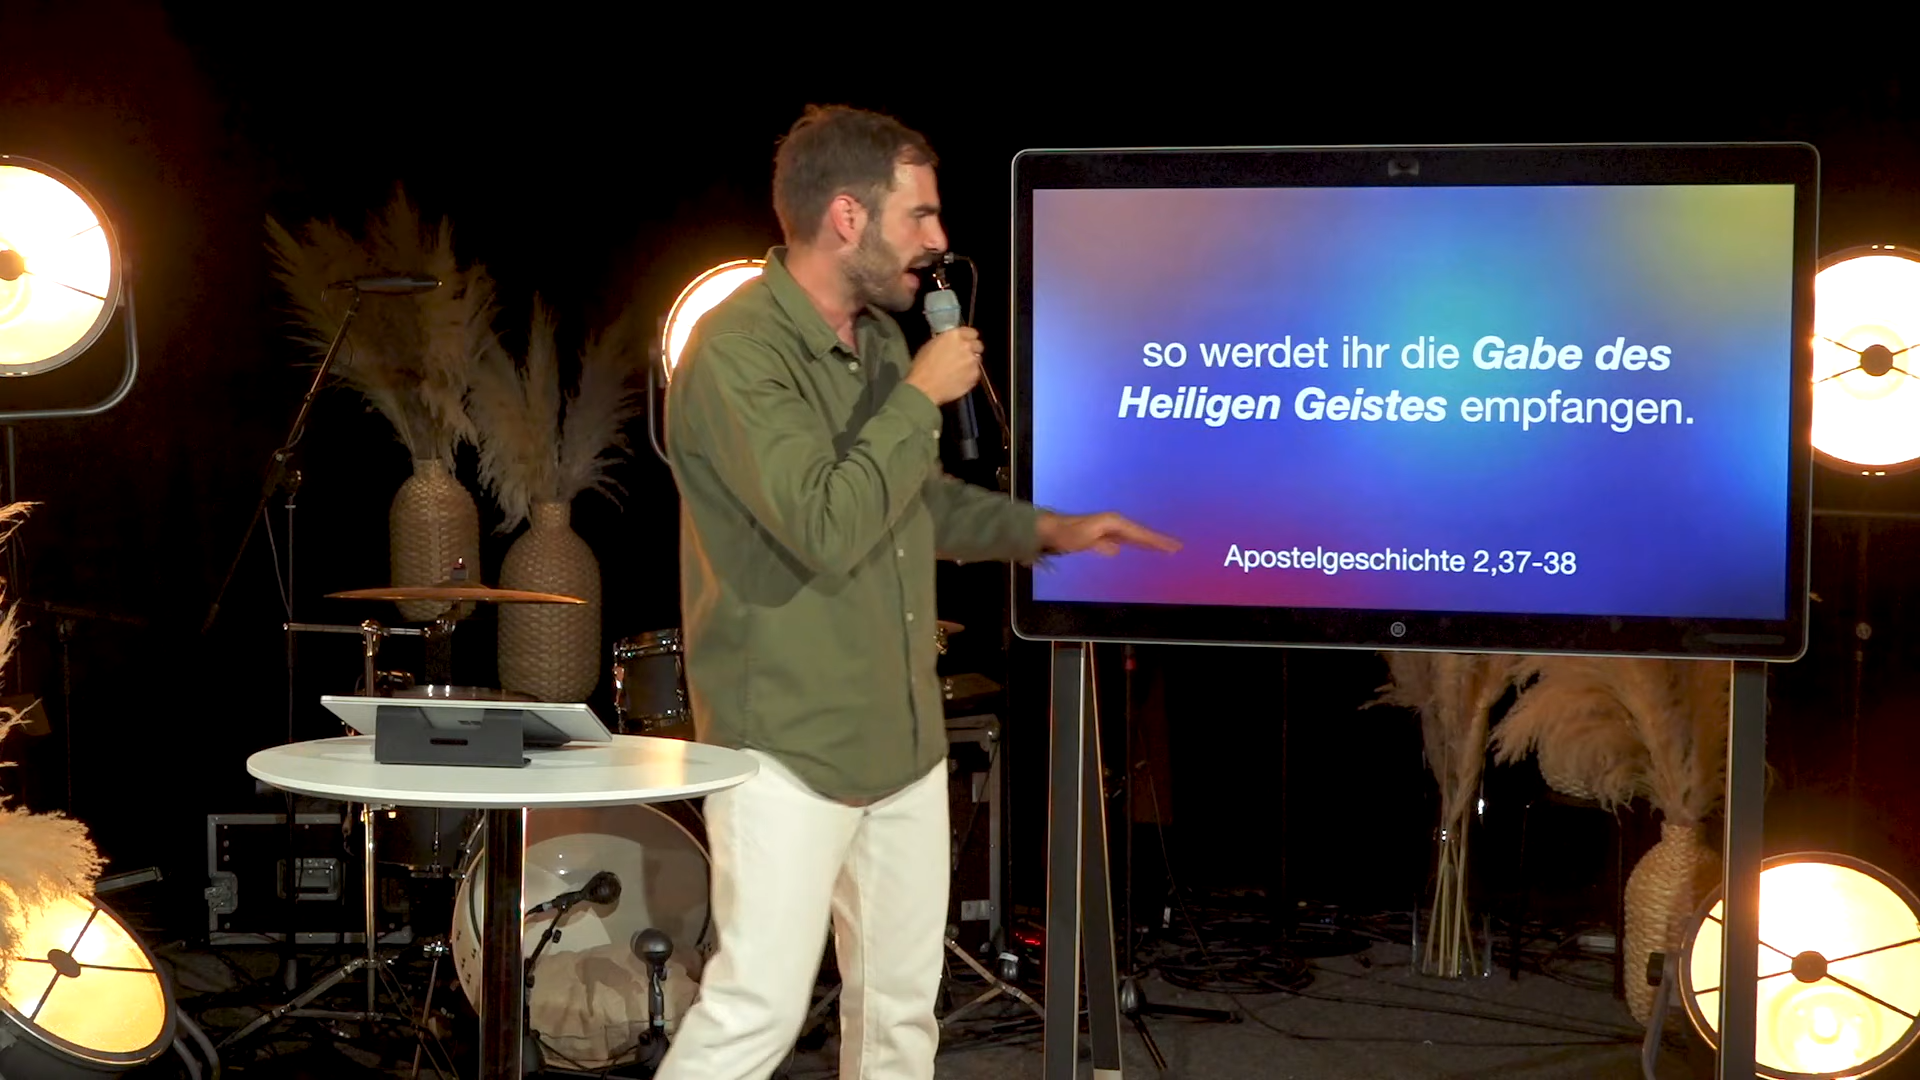 so werdet ihr die Gabe des
Heiligen Geistes empfangen.
Apostelgeschichte 2,37-38